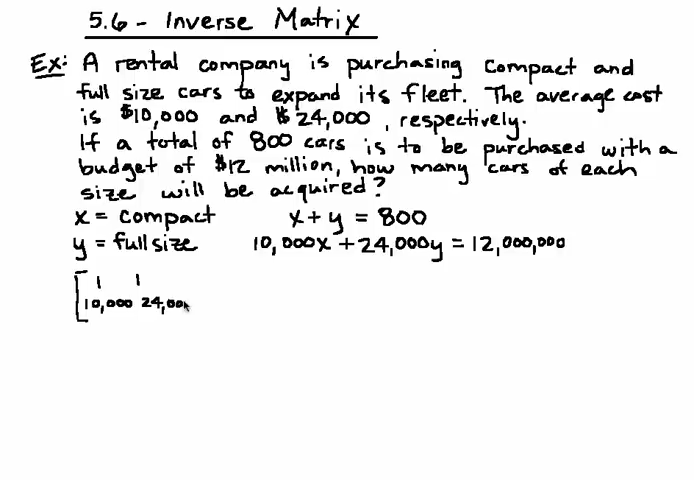 5.6 - Inverse Matrix
Ex: A rental company is purchasing compact and
full size cars to expand its fleet. The average cost
is $10,000 and $24,000, respectively.
If a total of 800 cars is to be purchased with a
budget of $12 million, how many cars of each
size will be acquired?
x = compact x + y = 800
y = full size 10,000x + 24,000y = 12,000,000
[ 1 1
10,000 24,000